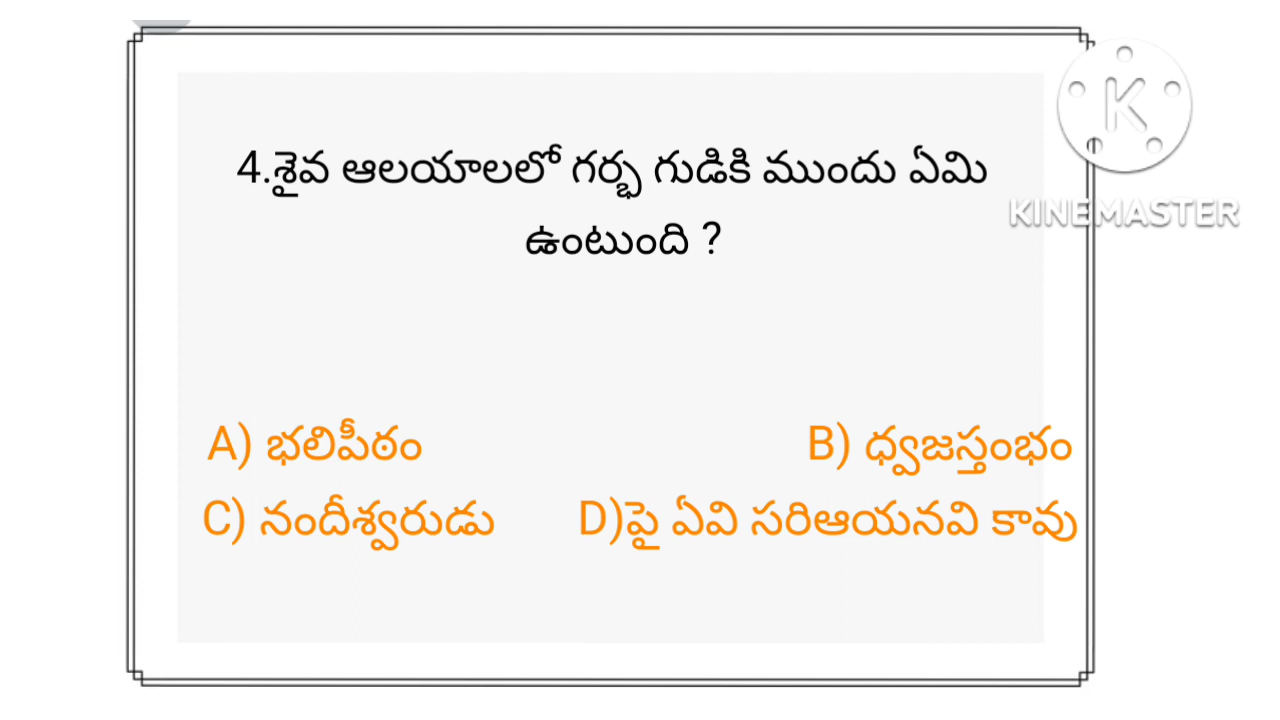 4.శైవ ఆలయాలలో గర్భ గుడికి ముందు ఏమి
ఉంటుంది ?
A) భలిపీఠం B) ధ్వజస్తంభం
C) నందీశ్వరుడు D)పై ఏవి సరిఆయనవి కావు
K
KINEMASTER